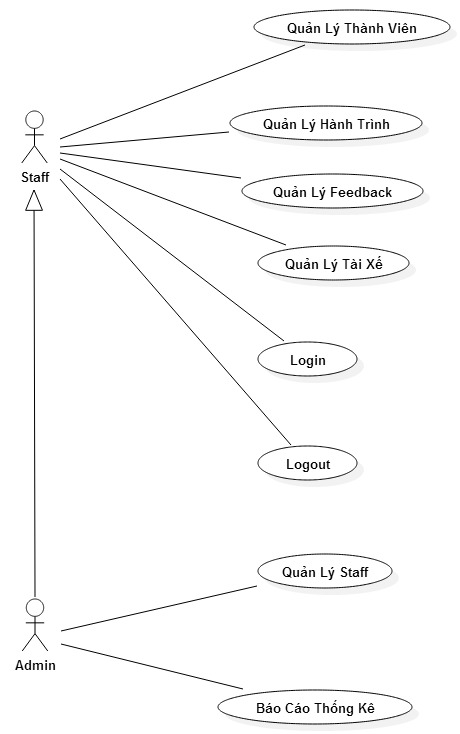 Quản Lý Thành Viên
Quản Lý Hành Trình
Staff
Quản Lý Feedback
Quản Lý Tài Xế
Login
Logout
Quản Lý Staff
Admin
Báo Cáo Thống Kê